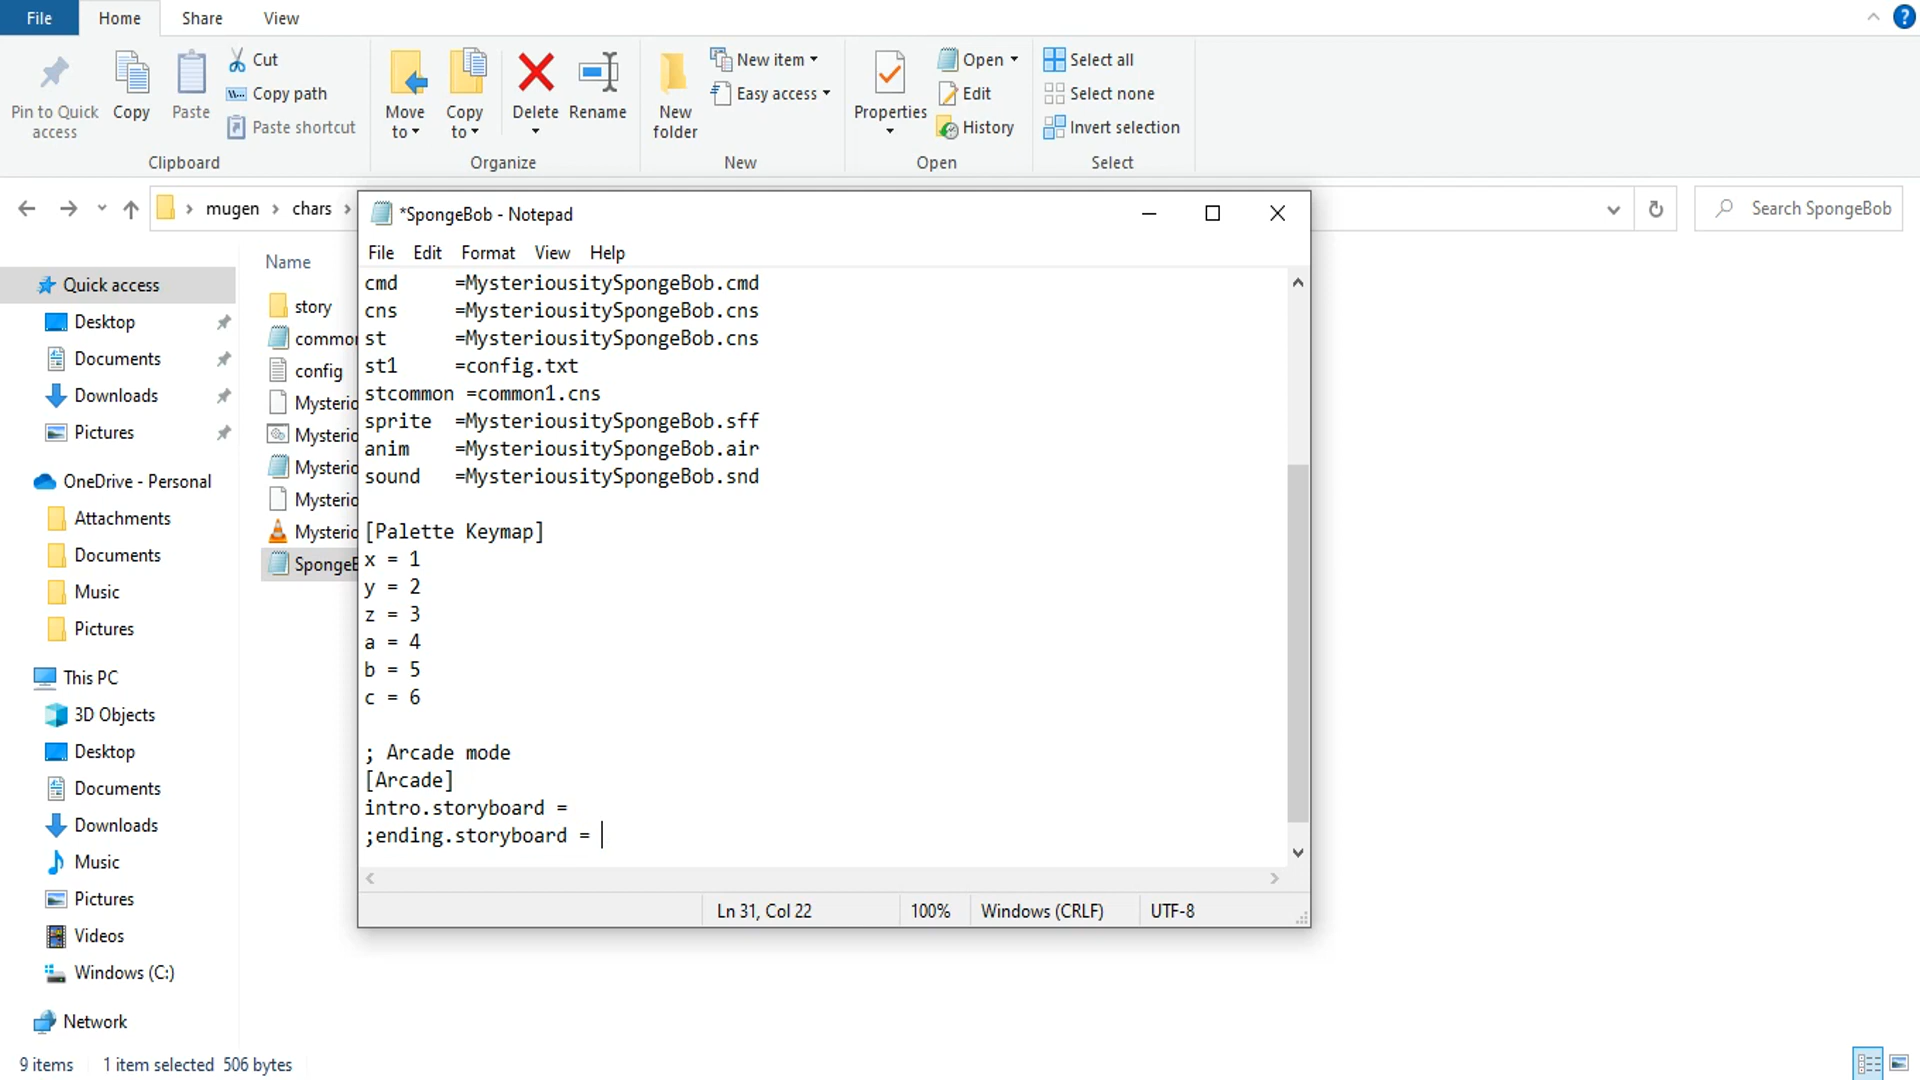 File
Home
Share
View
Pin to Quick access
Copy
Paste
Cut
Copy path
Paste shortcut
Clipboard
Move to
Copy to
Delete
Rename
Organize
New folder
New item
Easy access
New
Properties
Open
Edit
History
Open
Select all
Select none
Invert selection
Select
mugen
chars
Search SpongeBob
Quick access
Desktop
Documents
Downloads
Pictures
OneDrive - Personal
Attachments
Documents
Music
Pictures
This PC
3D Objects
Desktop
Documents
Downloads
Music
Pictures
Videos
Windows (C:)
Network
Name
story
common
config
Mysterio
Mysterio
Mysterio
Mysterio
Mysterio
SpongeB
*SpongeBob - Notepad
File Edit Format View Help
cmd =MysteriousitySpongeBob.cmd
cns =MysteriousitySpongeBob.cns
st =MysteriousitySpongeBob.cns
st1 =config.txt
stcommon =common1.cns
sprite =MysteriousitySpongeBob.sff
anim =MysteriousitySpongeBob.air
sound =MysteriousitySpongeBob.snd
[Palette Keymap]
x = 1
y = 2
z = 3
a = 4
b = 5
c = 6
; Arcade mode
[Arcade]
intro.storyboard =
;ending.storyboard =
Ln 31, Col 22
100%
Windows (CRLF)
UTF-8
9 items
1 item selected 506 bytes